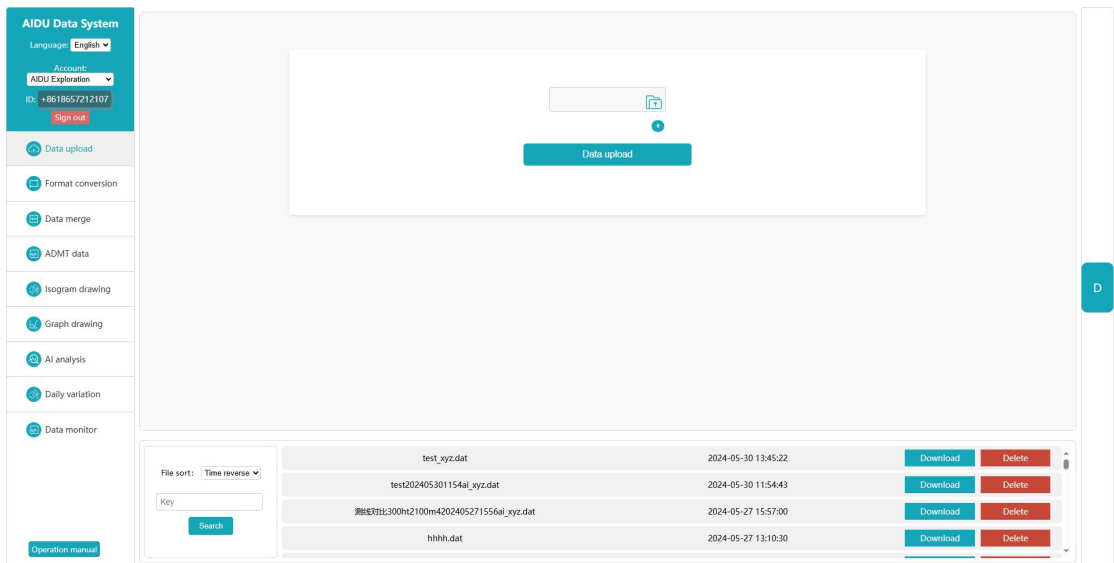 AIDU Data System
Language: English
Account:
AIDU Exploration
ID: +8618657212107
Sign out
Data upload
Format conversion
Data merge
ADMT data
Isogram drawing
Graph drawing
AI analysis
Daily variation
Data monitor
Operation manual
Data upload
D
File sort: Time reverse
Key
Search
test_xyz.dat 2024-05-30 13:45:22 Download Delete
test202405301154ai_xyz.dat 2024-05-30 11:54:43 Download Delete
测线对比300ht2100m4202405271556ai_xyz.dat 2024-05-27 15:57:00 Download Delete
hhhh.dat 2024-05-27 13:10:30 Download Delete